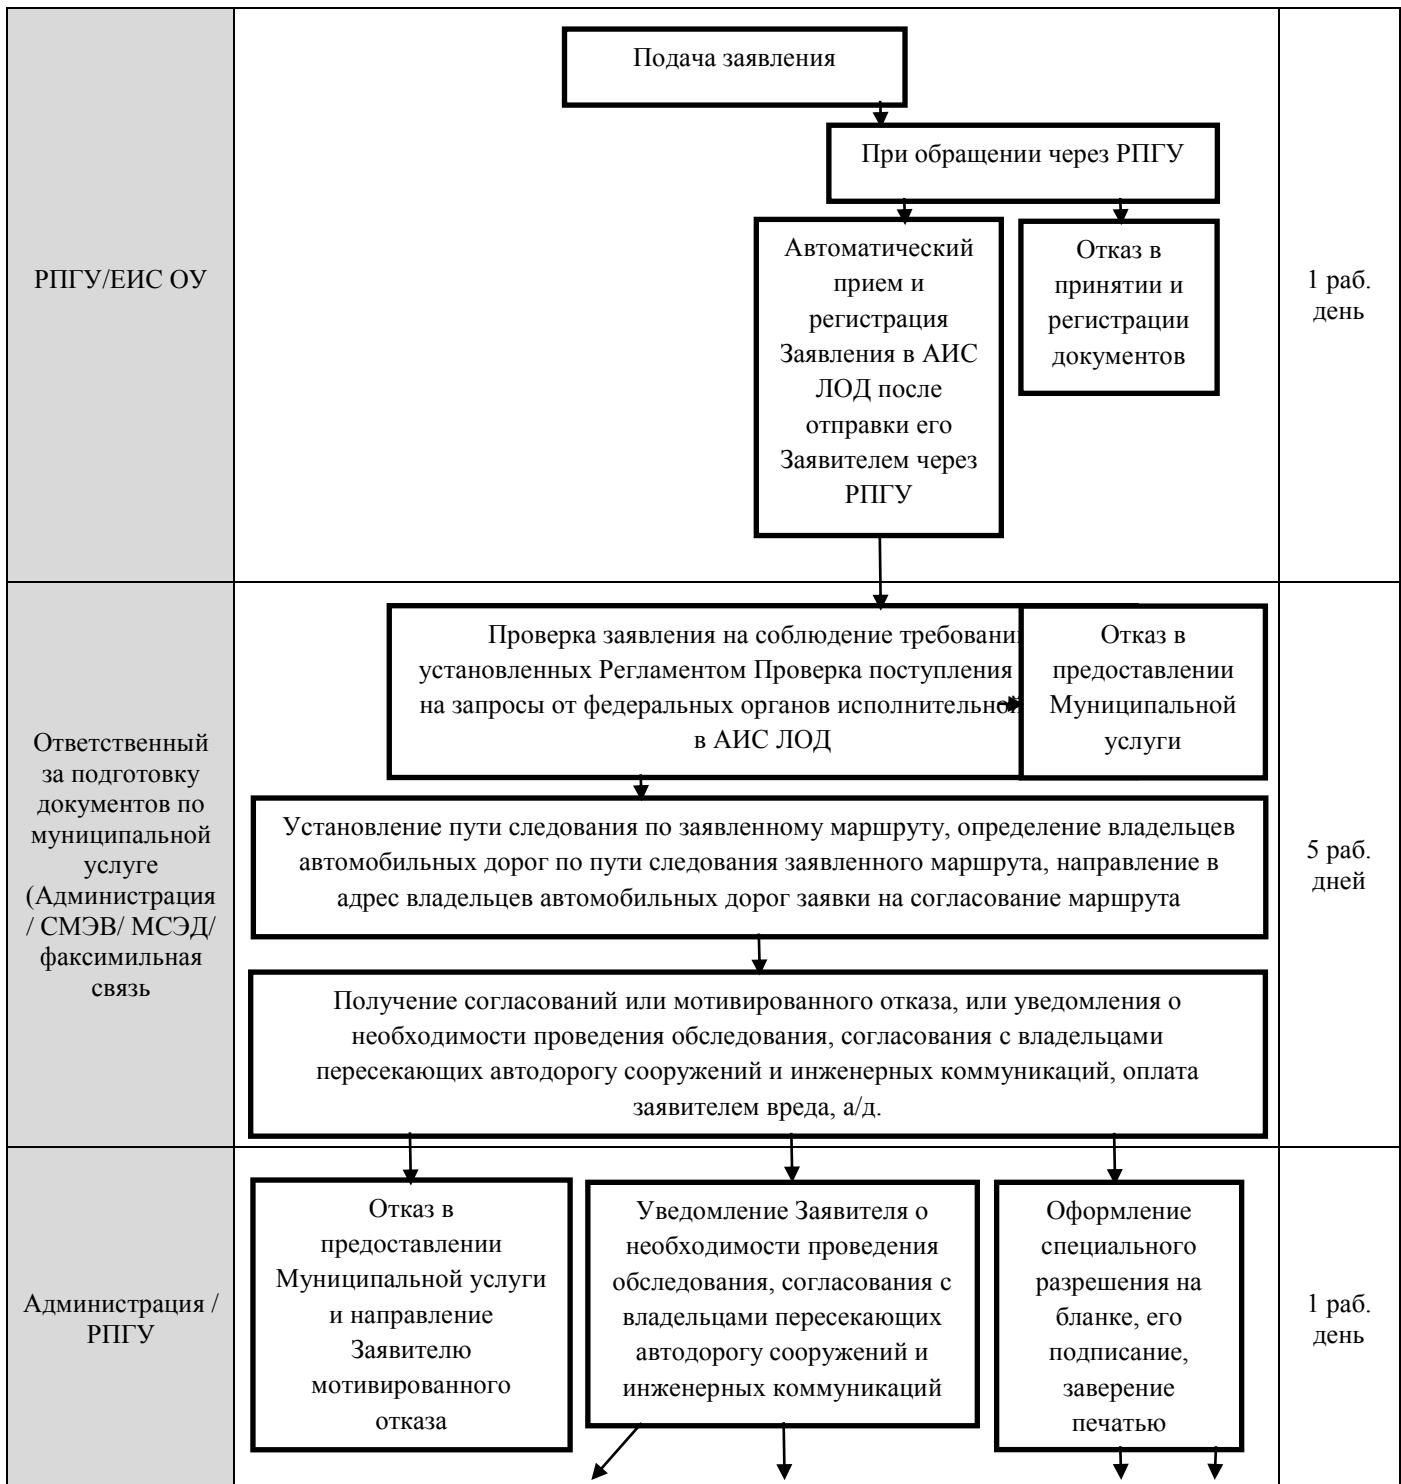 РПГУ/ЕИС ОУ
Подача заявления
При обращении через РПГУ
Автоматический
прием и
регистрация
Заявления в АИС
ЛОД после
отправки его
Заявителем через
РПГУ
Отказ в
принятии и
регистрации
документов
1 раб.
день
Ответственный
за подготовку
документов по
муниципальной
услуге
(Администрация
/ СМЭВ/ МСЭД/
факсимильная
связь
Проверка заявления на соблюдение
установленных Регламентом Проверка поступления
на запросы от федеральных органов
в АИС ЛОД
Отказ в
предоставлении
Муниципальной
услуги
Установление пути следования по заявленному маршруту, определение владельцев
автомобильных дорог по пути следования заявленного маршрута, направление в
адрес владельцев автомобильных дорог заявки на согласование маршрута
Получение согласований или мотивированного отказа, или уведомления о
необходимости проведения обследования, согласования с владельцами
пересекающих автодорогу сооружений и инженерных коммуникаций, оплата
заявителем вреда, а/д.
5 раб.
дней
Администрация /
РПГУ
Отказ в
предоставлении
Муниципальной услуги
и направление
Заявителю
мотивированного
отказа
Уведомление Заявителя о
необходимости проведения
обследования, согласования с
владельцами пересекающих
автодорогу сооружений и
инженерных коммуникаций
Оформление
специального
разрешения на
бланке, его
подписание,
заверение
печатью
1 раб.
день